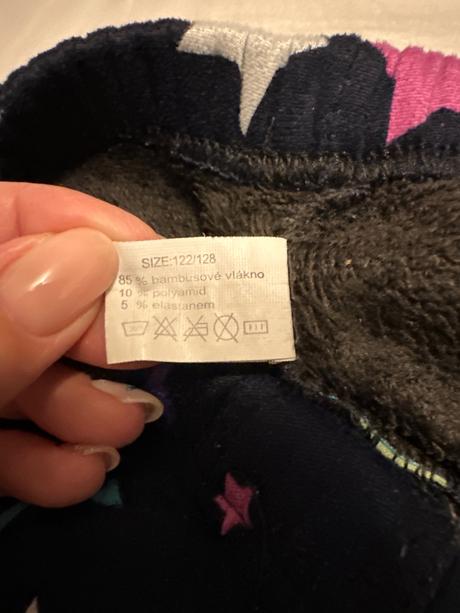 SIZE:122/128
85 % bambusové vlákno
10 % polyamid
5 % elastanem